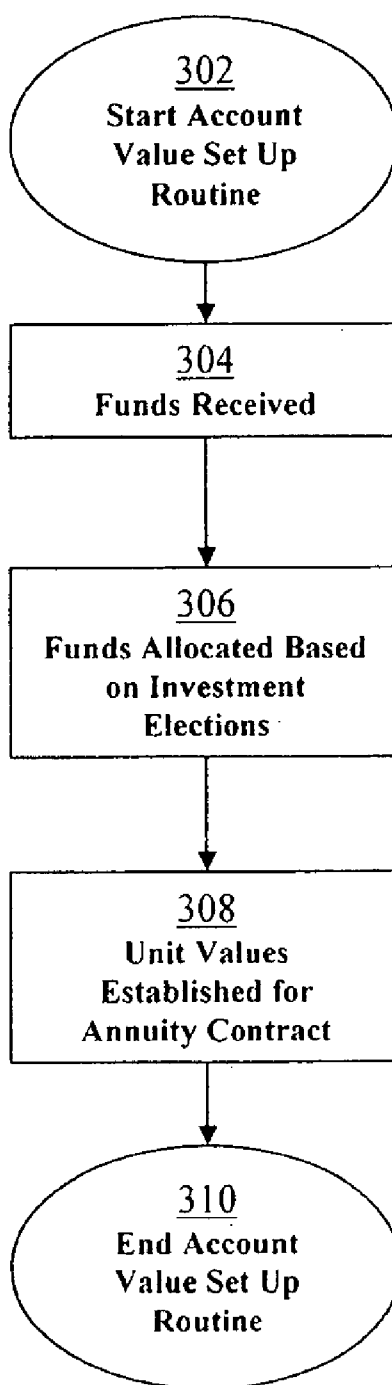 302
Start Account
Value Set Up
Routine
304
Funds Received
306
Funds Allocated Based
on Investment
Elections
308
Unit Values
Established for
Annuity Contract
310
End Account
Value Set Up
Routine